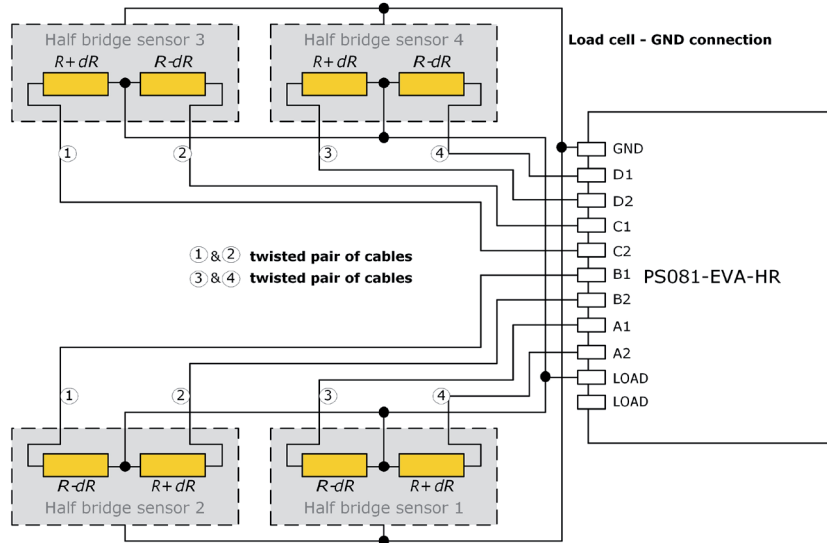 Half bridge sensor 3
R+dR
R-dR
Half bridge sensor 4
R+dR
R-dR
Load cell - GND connection
1
2
3
4
GND
D1
D2
C1
C2
B1
B2
A1
A2
LOAD
LOAD
PS081-EVA-HR
1 & 2 twisted pair of cables
3 & 4 twisted pair of cables
1
2
3
4
R-dR
R+dR
Half bridge sensor 2
R-dR
R+dR
Half bridge sensor 1